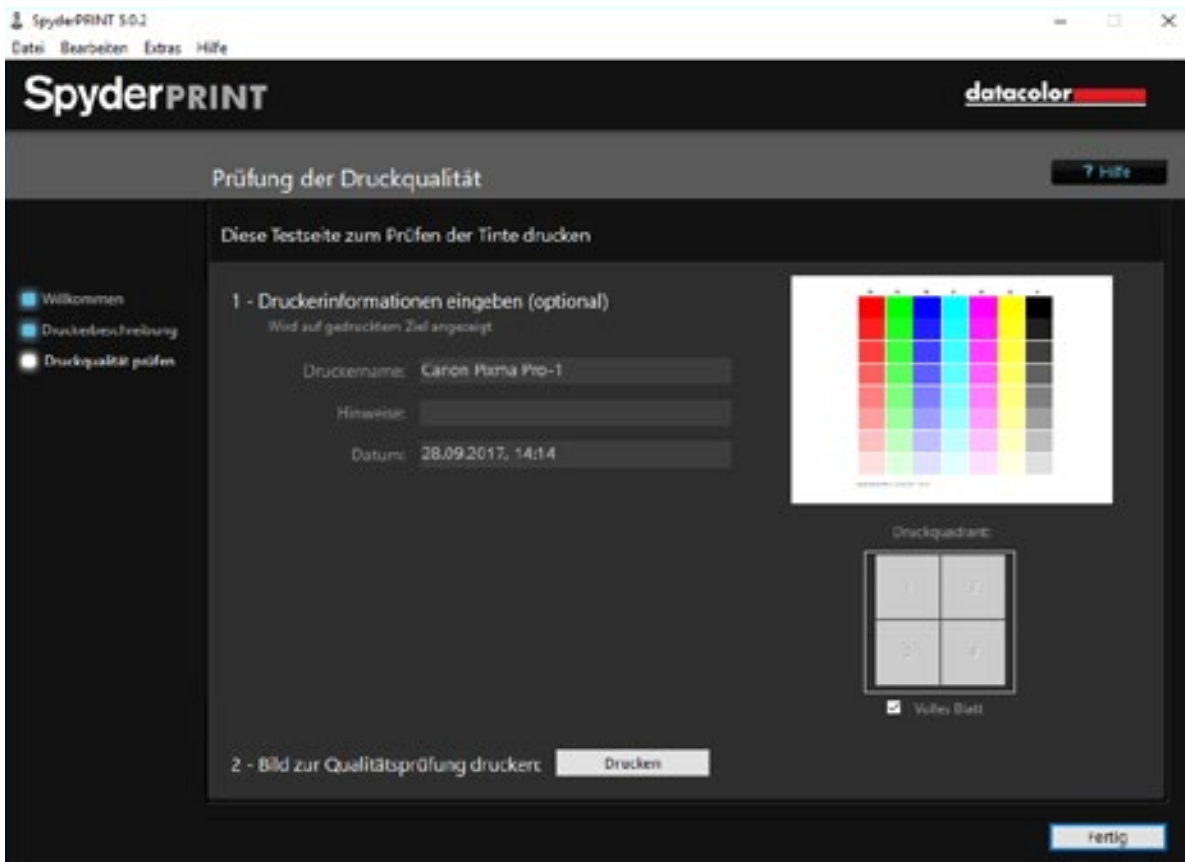 SpyderPRINT 5.0.2
Datei Bearbeiten Extras Hilfe
SpyderPRINT
datacolor
Prüfung der Druckqualität
? Hilfe
Diese Testseite zum Prüfen der Tinte drucken
Willkommen
Druckerbeschreibung
Druckqualität prüfen
1 - Druckerinformationen eingeben (optional)
Wird auf gedrucktem Ziel angezeigt
Druckername: Canon Pixma Pro-1
Hinweise:
Datum: 28.09.2017, 14:14
Druckquadrant:
1 2
3 4
Volles Blatt
2 - Bild zur Qualitätsprüfung drucken: Drucken
Fertig